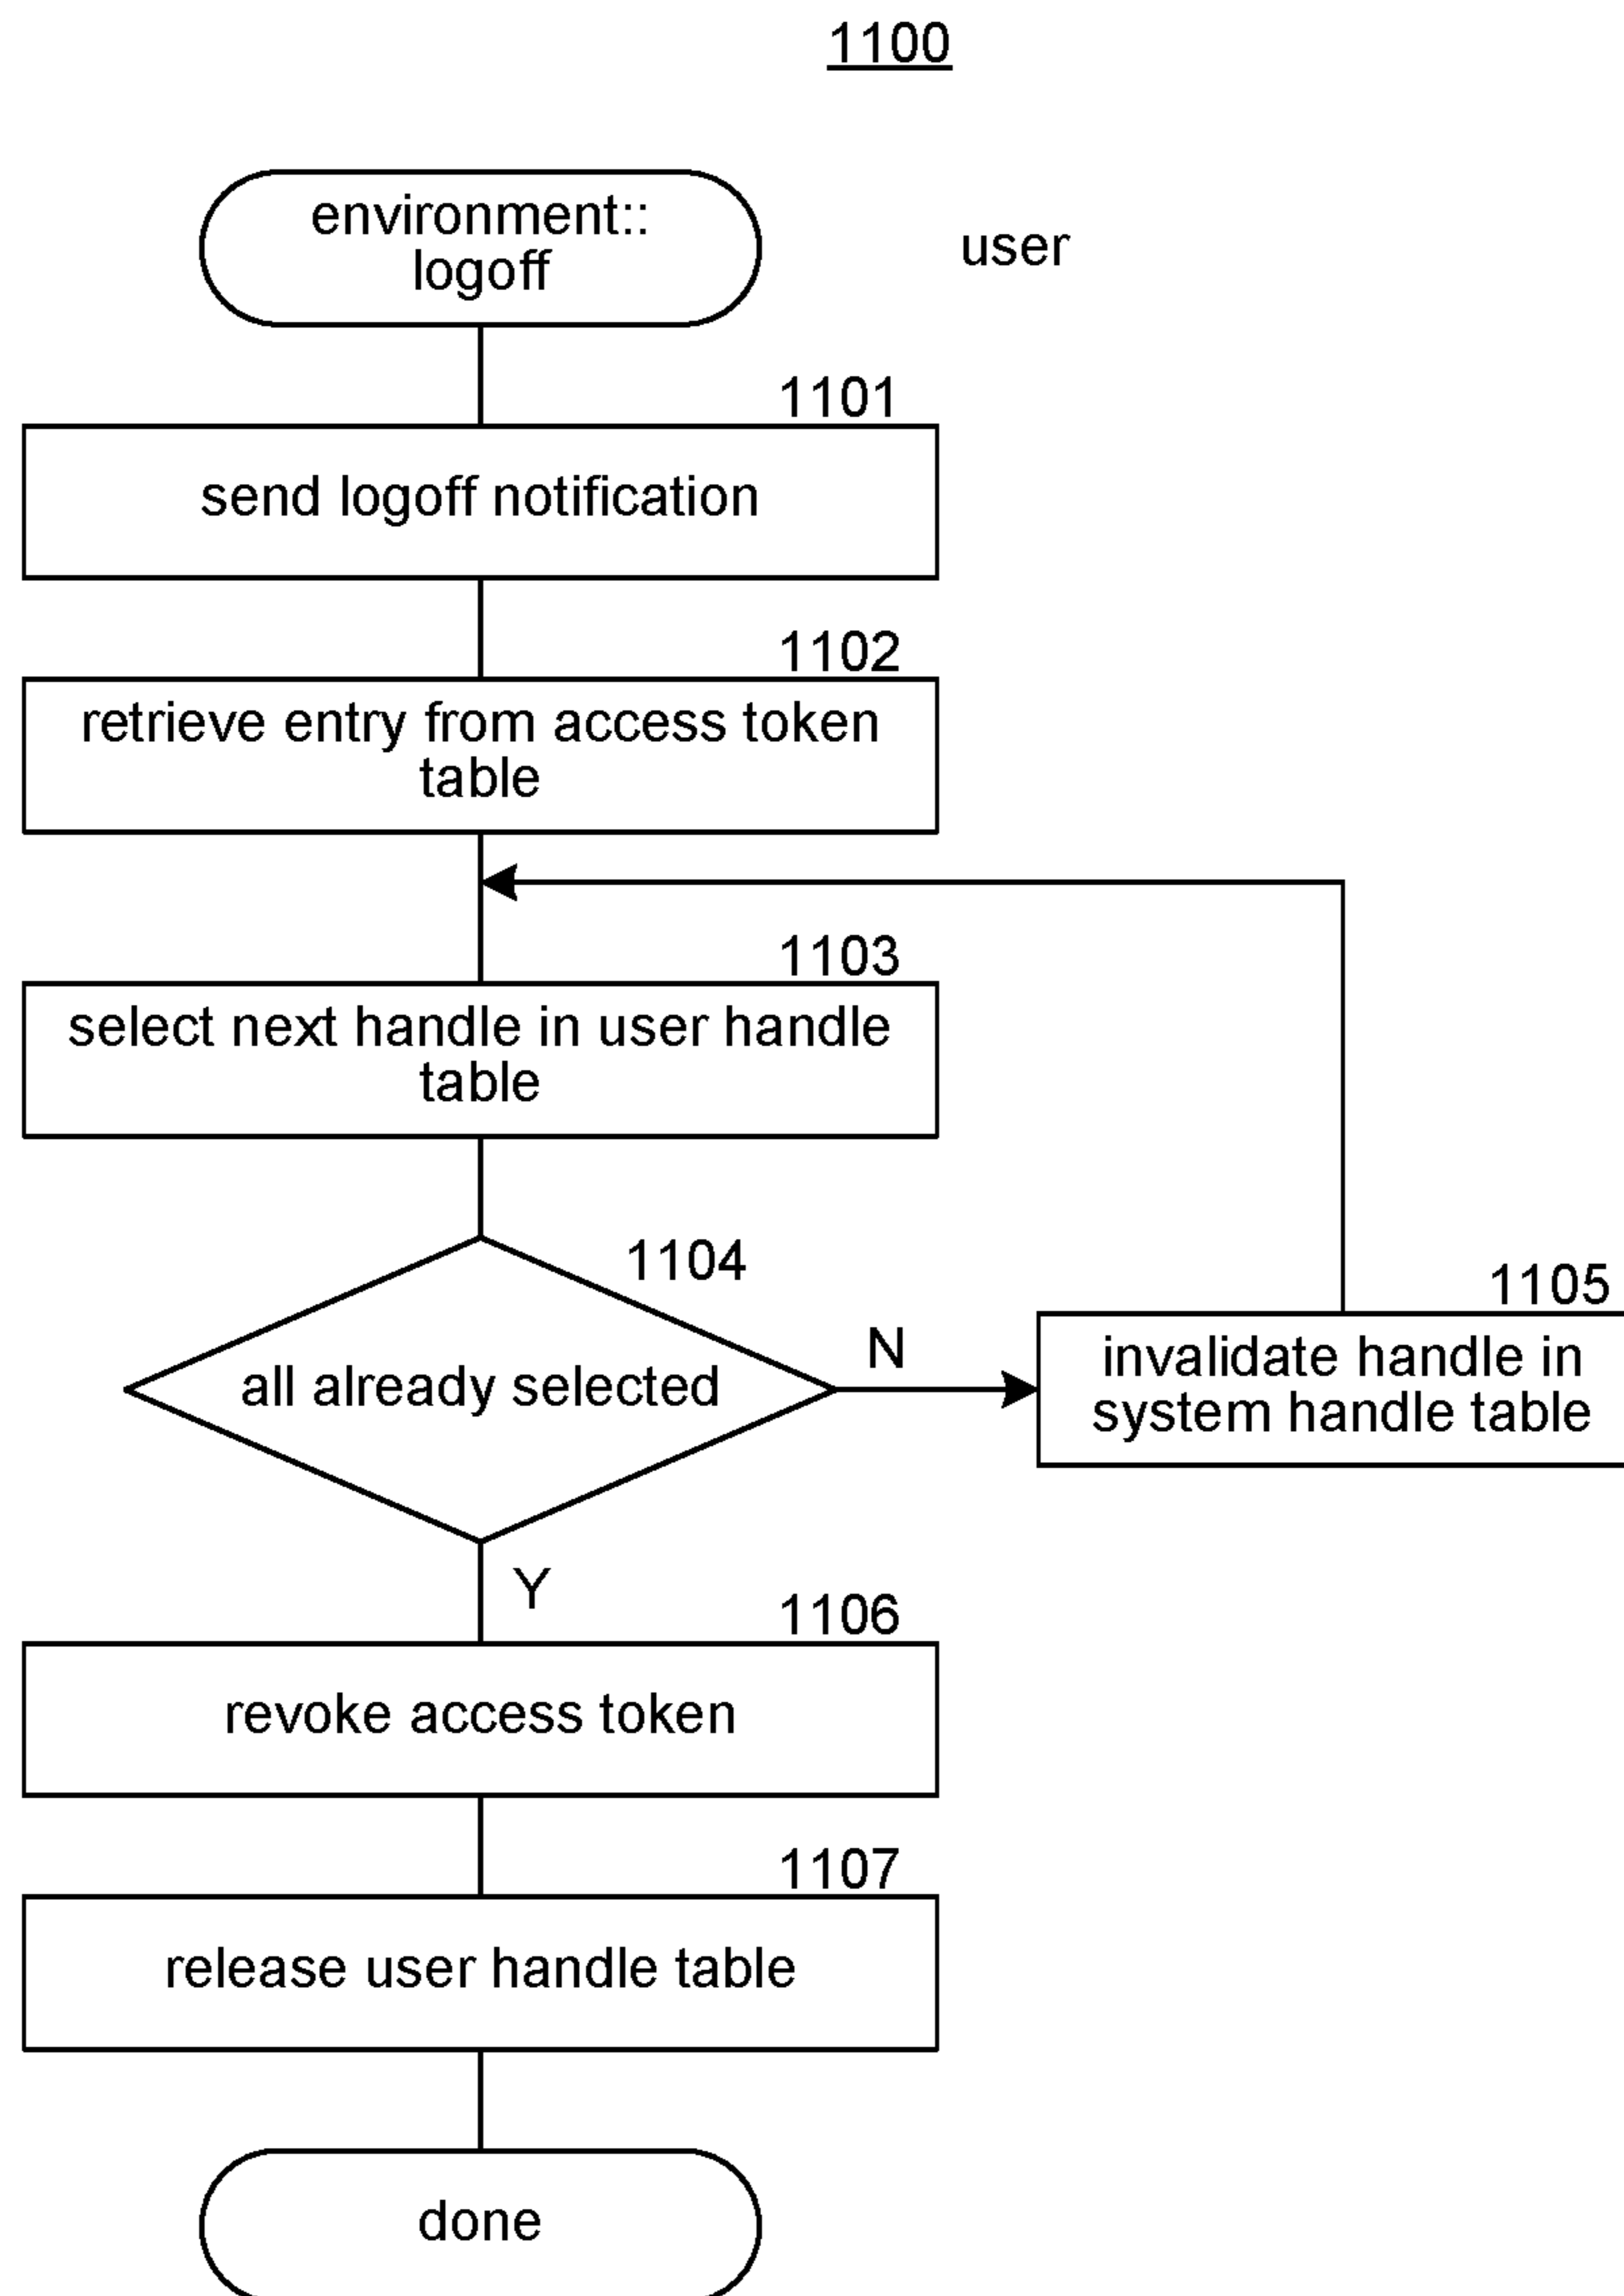 1100
environment::
logoff
user
1101
send logoff notification
1102
retrieve entry from access token
table
1103
select next handle in user handle
table
1104
all already selected
N
1105
invalidate handle in
system handle table
Y
1106
revoke access token
1107
release user handle table
done